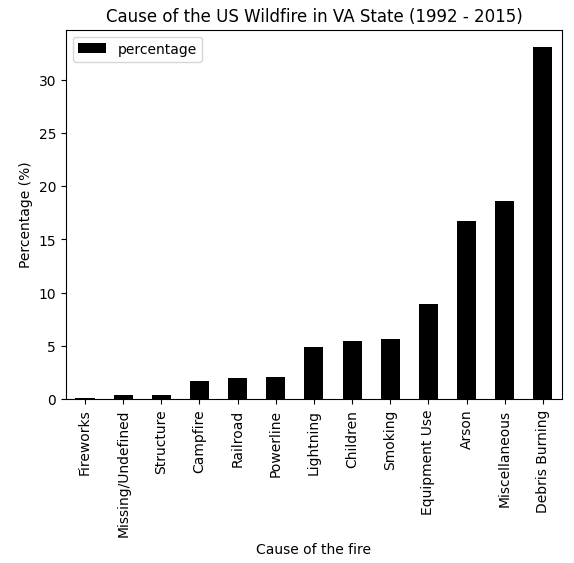 Cause of the US Wildfire in VA State (1992 - 2015)
percentage
Percentage (%)
30
25
20
15
10
5
0
Fireworks
Missing/Undefined
Structure
Campfire
Railroad
Powerline
Lightning
Children
Smoking
Equipment Use
Arson
Miscellaneous
Debris Burning
Cause of the fire